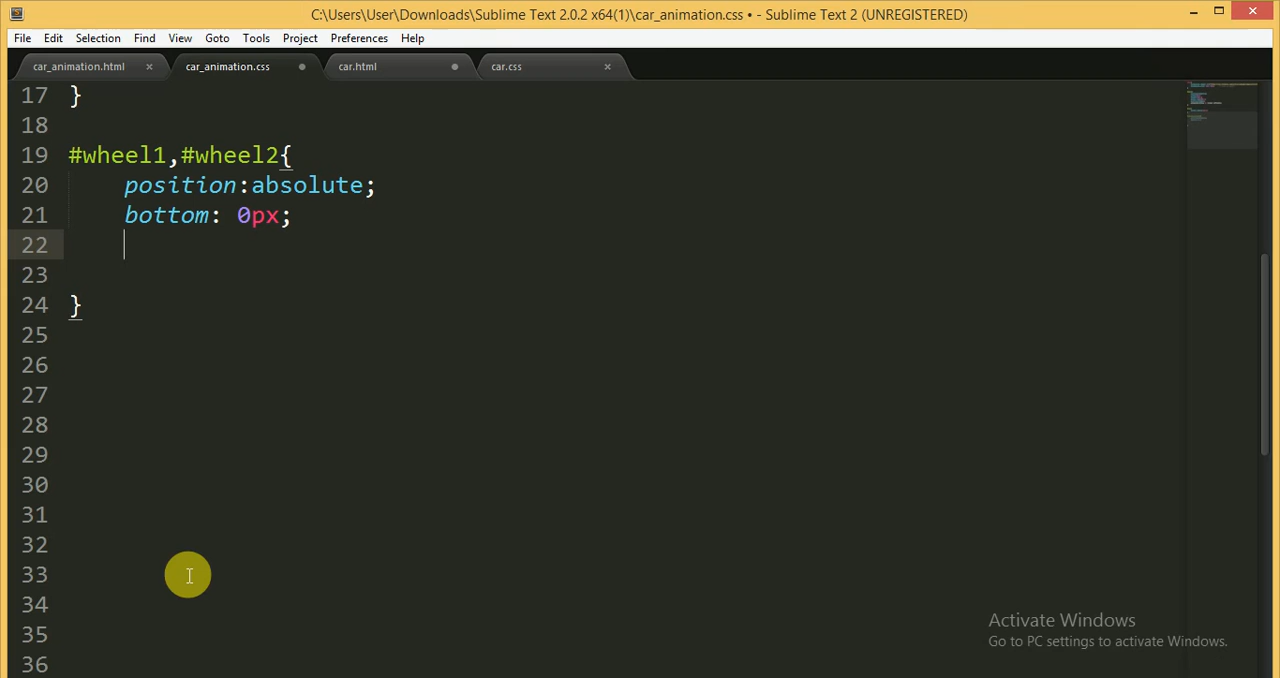 C:\Users\User\Downloads\Sublime Text 2.0.2 x64(1)\car_animation.css • - Sublime Text 2 (UNREGISTERED)
File Edit Selection Find View Goto Tools Project Preferences Help
car_animation.html car_animation.css car.html car.css
17 }
18
19 #wheel1,#wheel2{
20 position:absolute;
21 bottom: 0px;
22
23
24 }
25
26
27
28
29
30
31
32
33
34
35
36
Activate Windows
Go to PC settings to activate Windows.